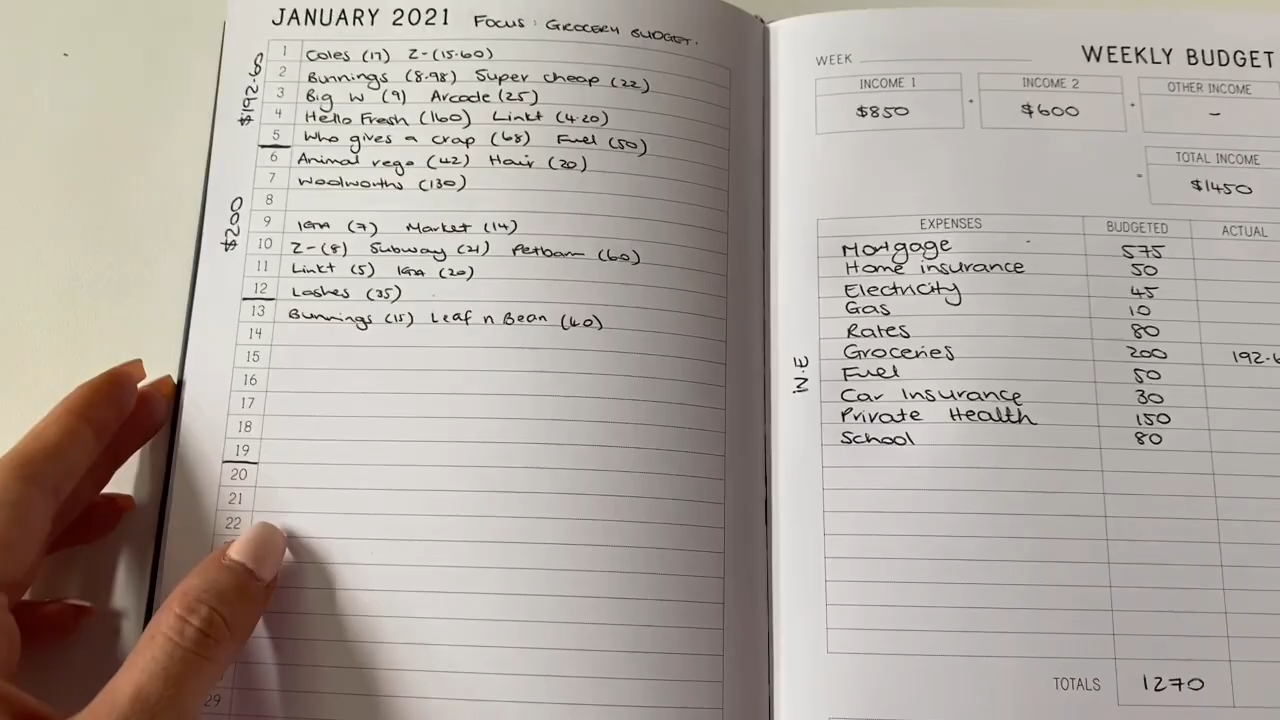 JANUARY 2021 FOCUS: GROCERY BUDGET.
1 Coles (17) Z-(15.60)
2 Bunnings (8.98) Super cheap (22)
3 Big W (9) Arcade (25)
4 Hello Fresh (160) Linkt (4.20)
5 Who gives a crap (68) Fuel (50)
6 Animal rego (42) Hair (20)
7 Woolworths (130)
8
9 IGA (7) Market (14)
10 Z-(8) Subway (21) Petbarn (60)
11 Linkt (5) IGA (20)
12 Lashes (35)
13 Bunnings (15) Leaf n Bean (40)
14
15
16
17
18
19
20
21
22
29
$192.60
$200
WEEKLY BUDGET
WEEK
INCOME 1
$850
+
INCOME 2
$600
+
OTHER INCOME
-
=
TOTAL INCOME
$1450
EXPENSES BUDGETED ACTUAL
Mortgage 575
Home insurance 50
Electricity 45
Gas 10
Rates 80
Groceries 200 192.6
Fuel 50
Car Insurance 30
Private Health 150
School 80
W.E
TOTALS 1270